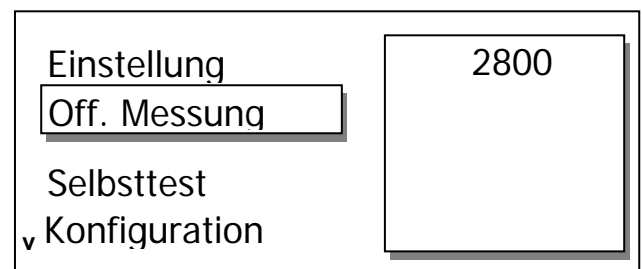 Einstellung
Off. Messung
Selbsttest
v Konfiguration
2800